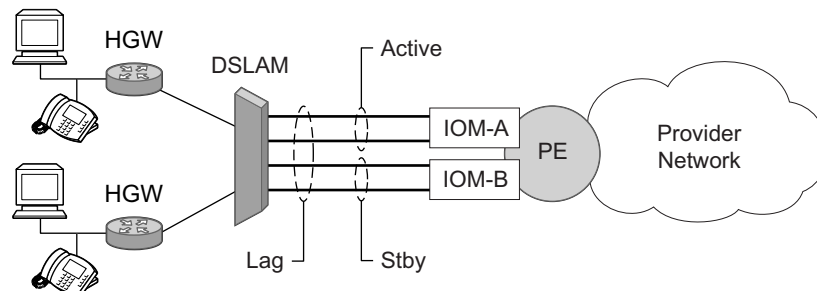 HGW
DSLAM
Active
IOM-A
IOM-B
PE
Provider
Network
HGW
Lag
Stby